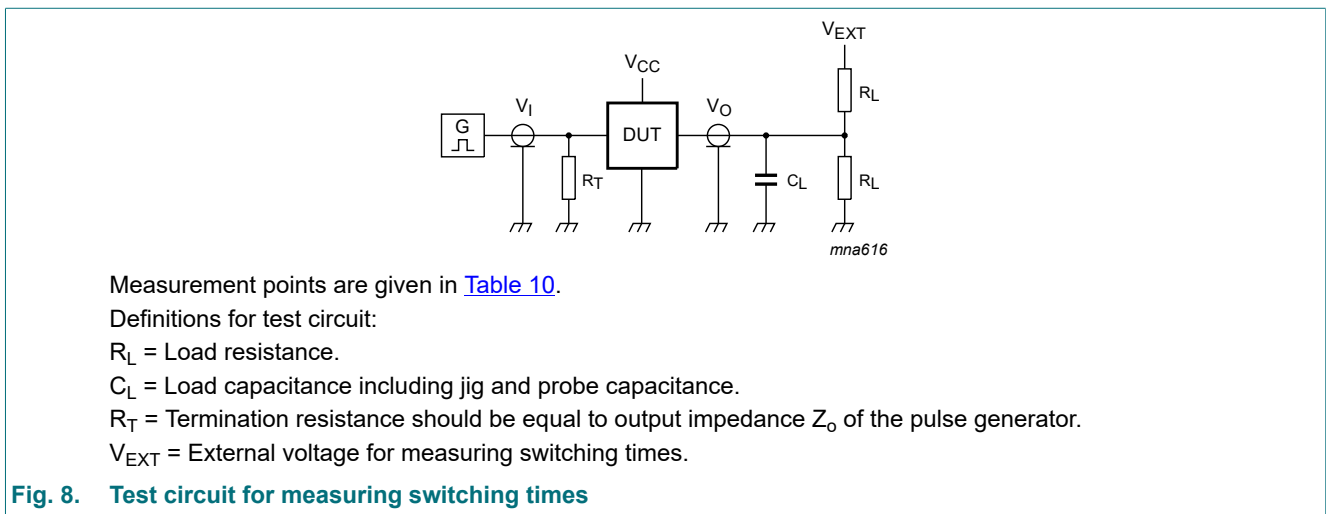 VEXT
VCC
RL
VI
VO
G
DUT
RT
CL
RL
mna616
Measurement points are given in Table 10.
Definitions for test circuit:
RL = Load resistance.
CL = Load capacitance including jig and probe capacitance.
RT = Termination resistance should be equal to output impedance Zo of the pulse generator.
VEXT = External voltage for measuring switching times.
Fig. 8. Test circuit for measuring switching times